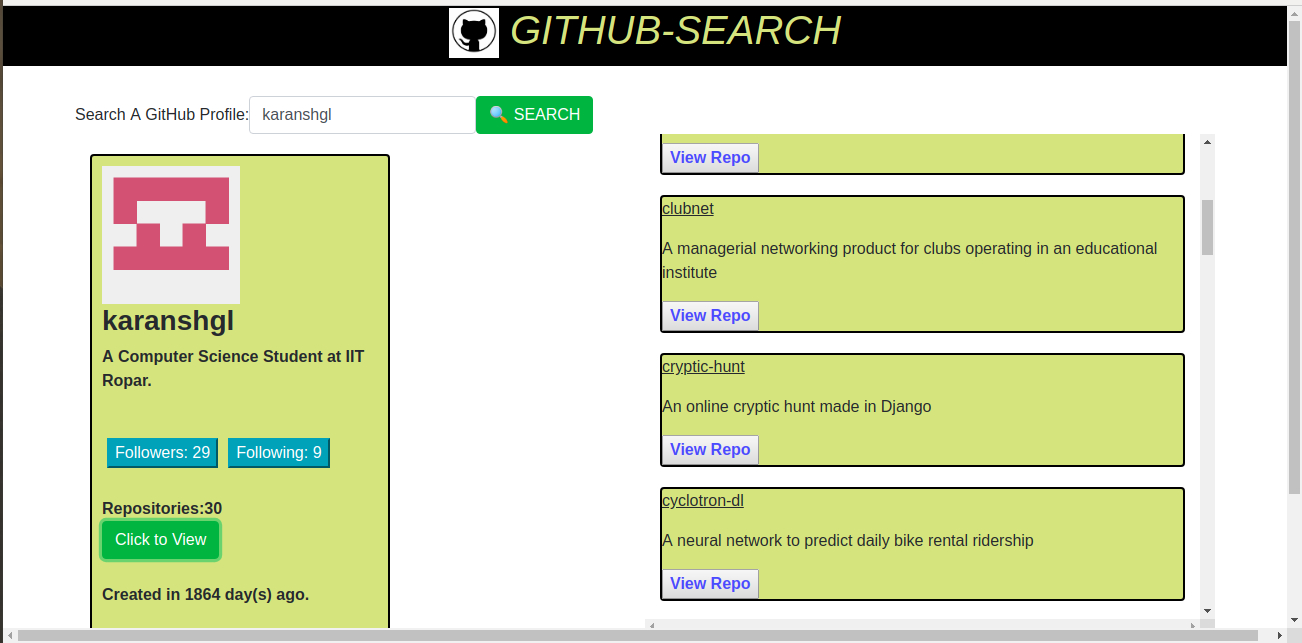 GITHUB-SEARCH
Search A GitHub Profile:
karanshgl
SEARCH
karanshgl
A Computer Science Student at IIT
Ropar.
Followers: 29
Following: 9
Repositories:30
Click to View
Created in 1864 day(s) ago.
View Repo
clubnet
A managerial networking product for clubs operating in an educational
institute
View Repo
cryptic-hunt
An online cryptic hunt made in Django
View Repo
cyclotron-dl
A neural network to predict daily bike rental ridership
View Repo